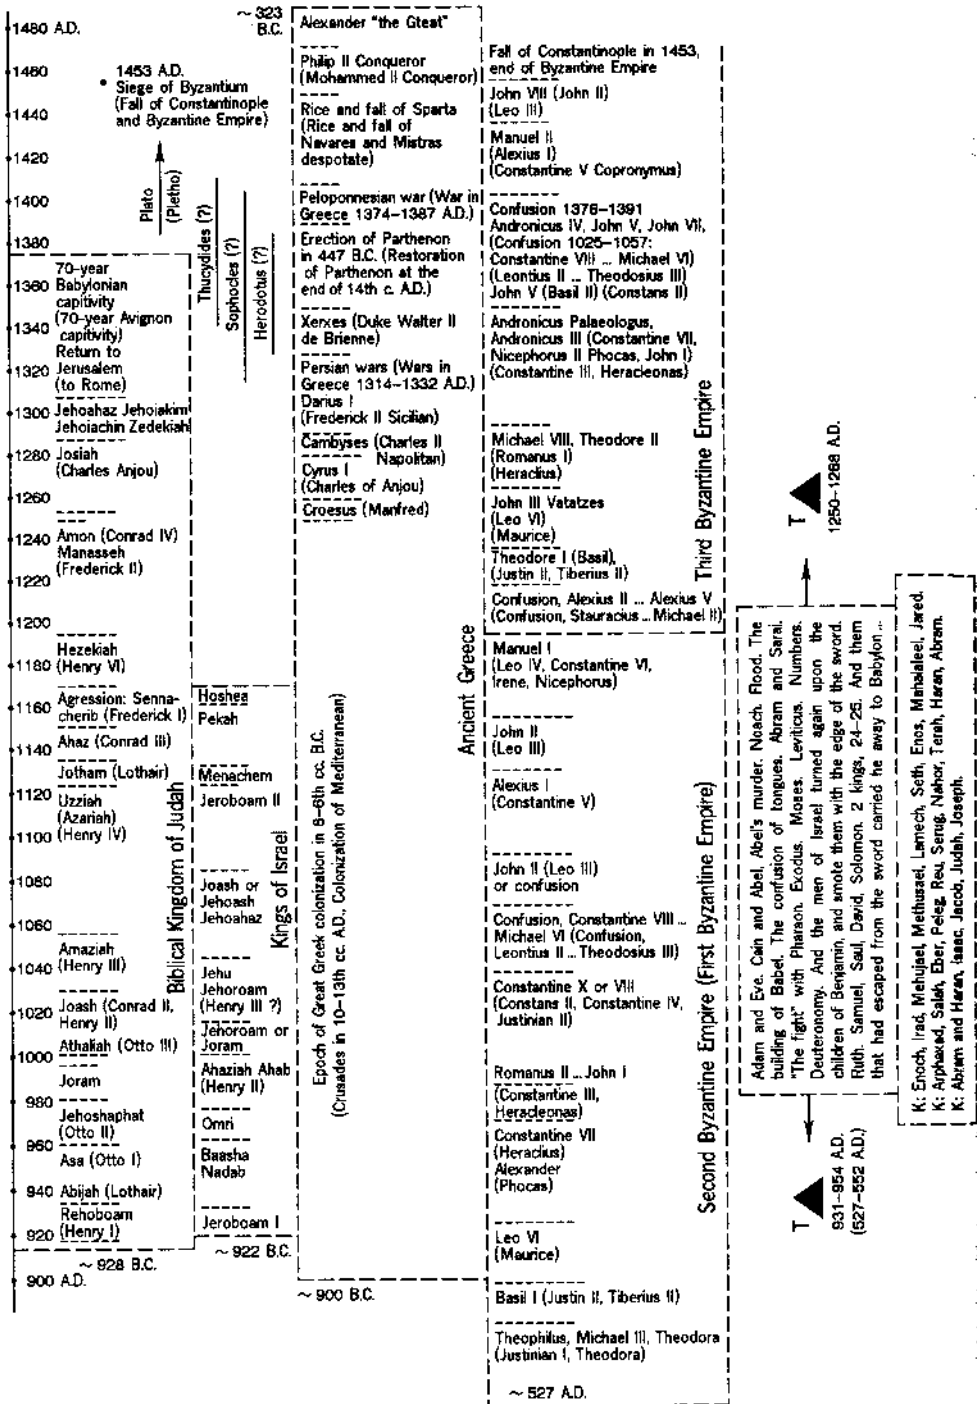 1480 A.D.
1460
1440
1420
1400
1380
1360
1340
1320
1300
1280
1260
1240
1220
1200
1180
1160
1140
1120
1100
1080
1060
1040
1020
1000
980
960
940
920
900 A.D.
1453 A.D.
Siege of Byzantium
(Fall of Constantinople
and Byzantine Empire)
Plato
(Pletho)
Thucydides (?)
Sophocles (?)
Herodotus (?)
70-year
Babylonian
capitivity
(70-year Avignon
capitivity)
Return to
Jerusalem
(to Rome)
Jehoahaz Jehoiakim
Jehoiachin Zedekiah
Josiah
(Charles Anjou)
Amon (Conrad IV)
Manasseh
(Frederick II)
Hezekiah
(Henry VI)
Agression: Senna-
cherib (Frederick I)
Ahaz (Conrad III)
Jotham (Lothair)
Uzziah
(Azariah)
(Henry IV)
Amaziah
(Henry III)
Joash (Conrad II,
Henry II)
Athaliah (Otto III)
Joram
Jehoshaphat
(Otto II)
Asa (Otto I)
Abijah (Lothair)
Rehoboam
(Henry I)
~ 928 B.C.
Biblical Kingdom of Judah
Hoshea
Pekah
Menachem
Jeroboam II
Joash or
Jehoash
Jehoahaz
Jehu
Jehoroam
(Henry III ?)
Jehoroam or
Joram
Ahaziah Ahab
(Henry II)
Omri
Baasha
Nadab
Jeroboam I
~ 922 B.C.
Kings of Israel
~ 323
B.C.
Alexander "the Gteat"
Philip II Conqueror
(Mohammed II Conqueror)
Rice and fall of Sparta
(Rice and fall of
Navares and Mistras
despotate)
Peloponnesian war (War in
Greece 1374-1387 A.D.)
Erection of Parthenon
in 447 B.C. (Restoration
of Parthenon at the
end of 14th c. A.D.)
Xerxes (Duke Walter II
de Brienne)
Persian wars (Wars in
Greece 1314-1332 A.D.)
Darius I
(Frederick II Sicilian)
Cambyses (Charles II
Napolitan)
Cyrus I
(Charles of Anjou)
Croesus (Manfred)
Epoch of Great Greek colonization in 8-6th cc. B.C.
(Crusades in 10-13th cc. A.D. Colonization of Mediterranean)
Ancient Greece
~ 900 B.C.
Fall of Constantinople in 1453,
end of Byzantine Empire
John VIII (John II)
(Leo III)
Manuel II
(Alexius I)
(Constantine V Copronymus)
Confusion 1376-1391
Andronicus IV, John V, John VII,
(Confusion 1025-1057:
Constantine VIII ... Michael VI)
(Leontius II ... Theodosius III)
John V (Basil II) (Constans II)
Andronicus Palaeologus,
Andronicus III (Constantine VII,
Nicephorus II Phocas, John I)
(Constantine III, Heracleonas)
Michael VIII, Theodore II
(Romanus I)
(Heraclius)
John III Vatatzes
(Leo VI)
(Maurice)
Theodore I (Basil),
(Justin II, Tiberius II)
Confusion, Alexius II ... Alexius V
(Confusion, Stauracius ... Michael II)
Third Byzantine Empire
Manuel I
(Leo IV, Constantine VI,
Irene, Nicephorus)
John II
(Leo III)
Alexius I
(Constantine V)
John II (Leo III)
or confusion
Confusion, Constantine VIII ...
Michael VI (Confusion,
Leontius II ... Theodosius III)
Constantine X or VIII
(Constans II, Constantine IV,
Justinian II)
Romanus II ... John I
(Constantine III,
Heracleonas)
Constantine VII
(Heraclius)
Alexander
(Phocas)
Leo VI
(Maurice)
Basil I (Justin II, Tiberius II)
Theophilus, Michael III, Theodora
(Justinian I, Theodora)
~ 527 A.D.
Second Byzantine Empire (First Byzantine Empire)
T
1250-1268 A.D.
Adam and Eve. Cain and Abel, Abel's murder. Noach. Flood. The
building of Babel. The confusion of tongues. Abram and Sarai.
"The fight" with Pharaon. Exodus. Moses. Leviticus. Numbers.
Deuteronomy. And the men of Israel turned again upon the
children of Benjamin, and smote them with the edge of the sword.
Ruth. Samuel, Saul, David, Solomon. 2 kings, 24-25. And them
that had escaped from the sword carried he away to Babylon ...
T
931-954 A.D.
(527-552 A.D.)
K: Enoch, Irad, Mehujael, Methusael, Lamech, Seth, Enos, Mahalaleel, Jared.
K: Arphaxad, Salah, Eber, Peleg, Reu, Serug, Nahor, Terah, Haran, Abram.
K: Abram and Haran, Isaac, Jacob, Judah, Joseph.